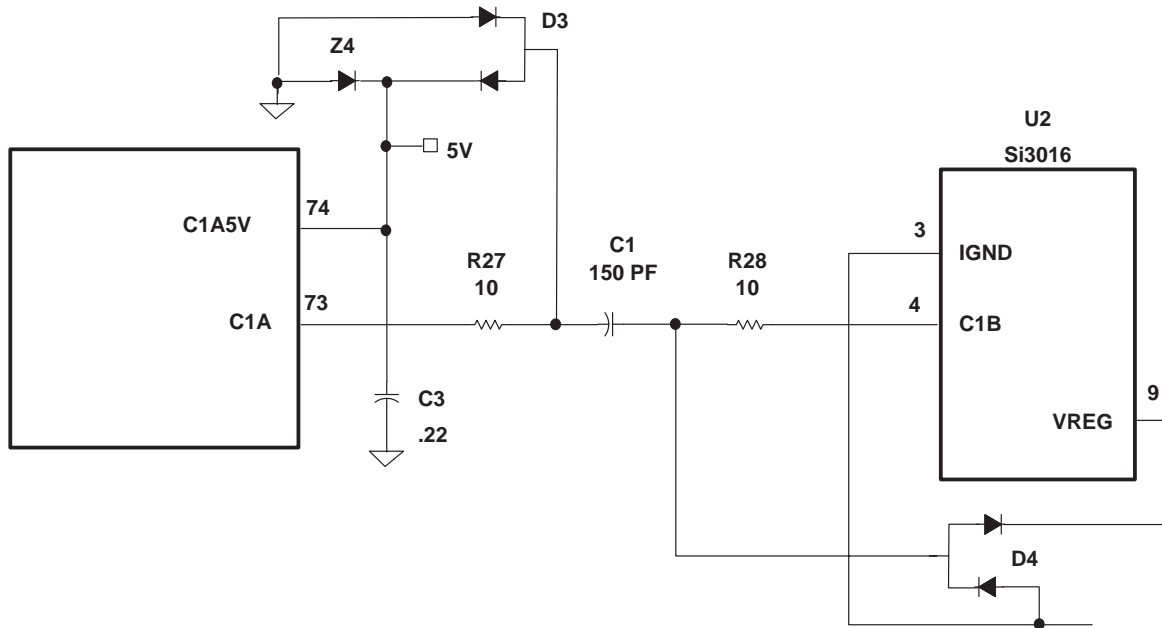 D3
Z4
5V
U2
Si3016
C1A5V
74
3
IGND
C1
150 PF
R27
10
R28
10
C1A
73
4
C1B
C3
.22
9
VREG
D4